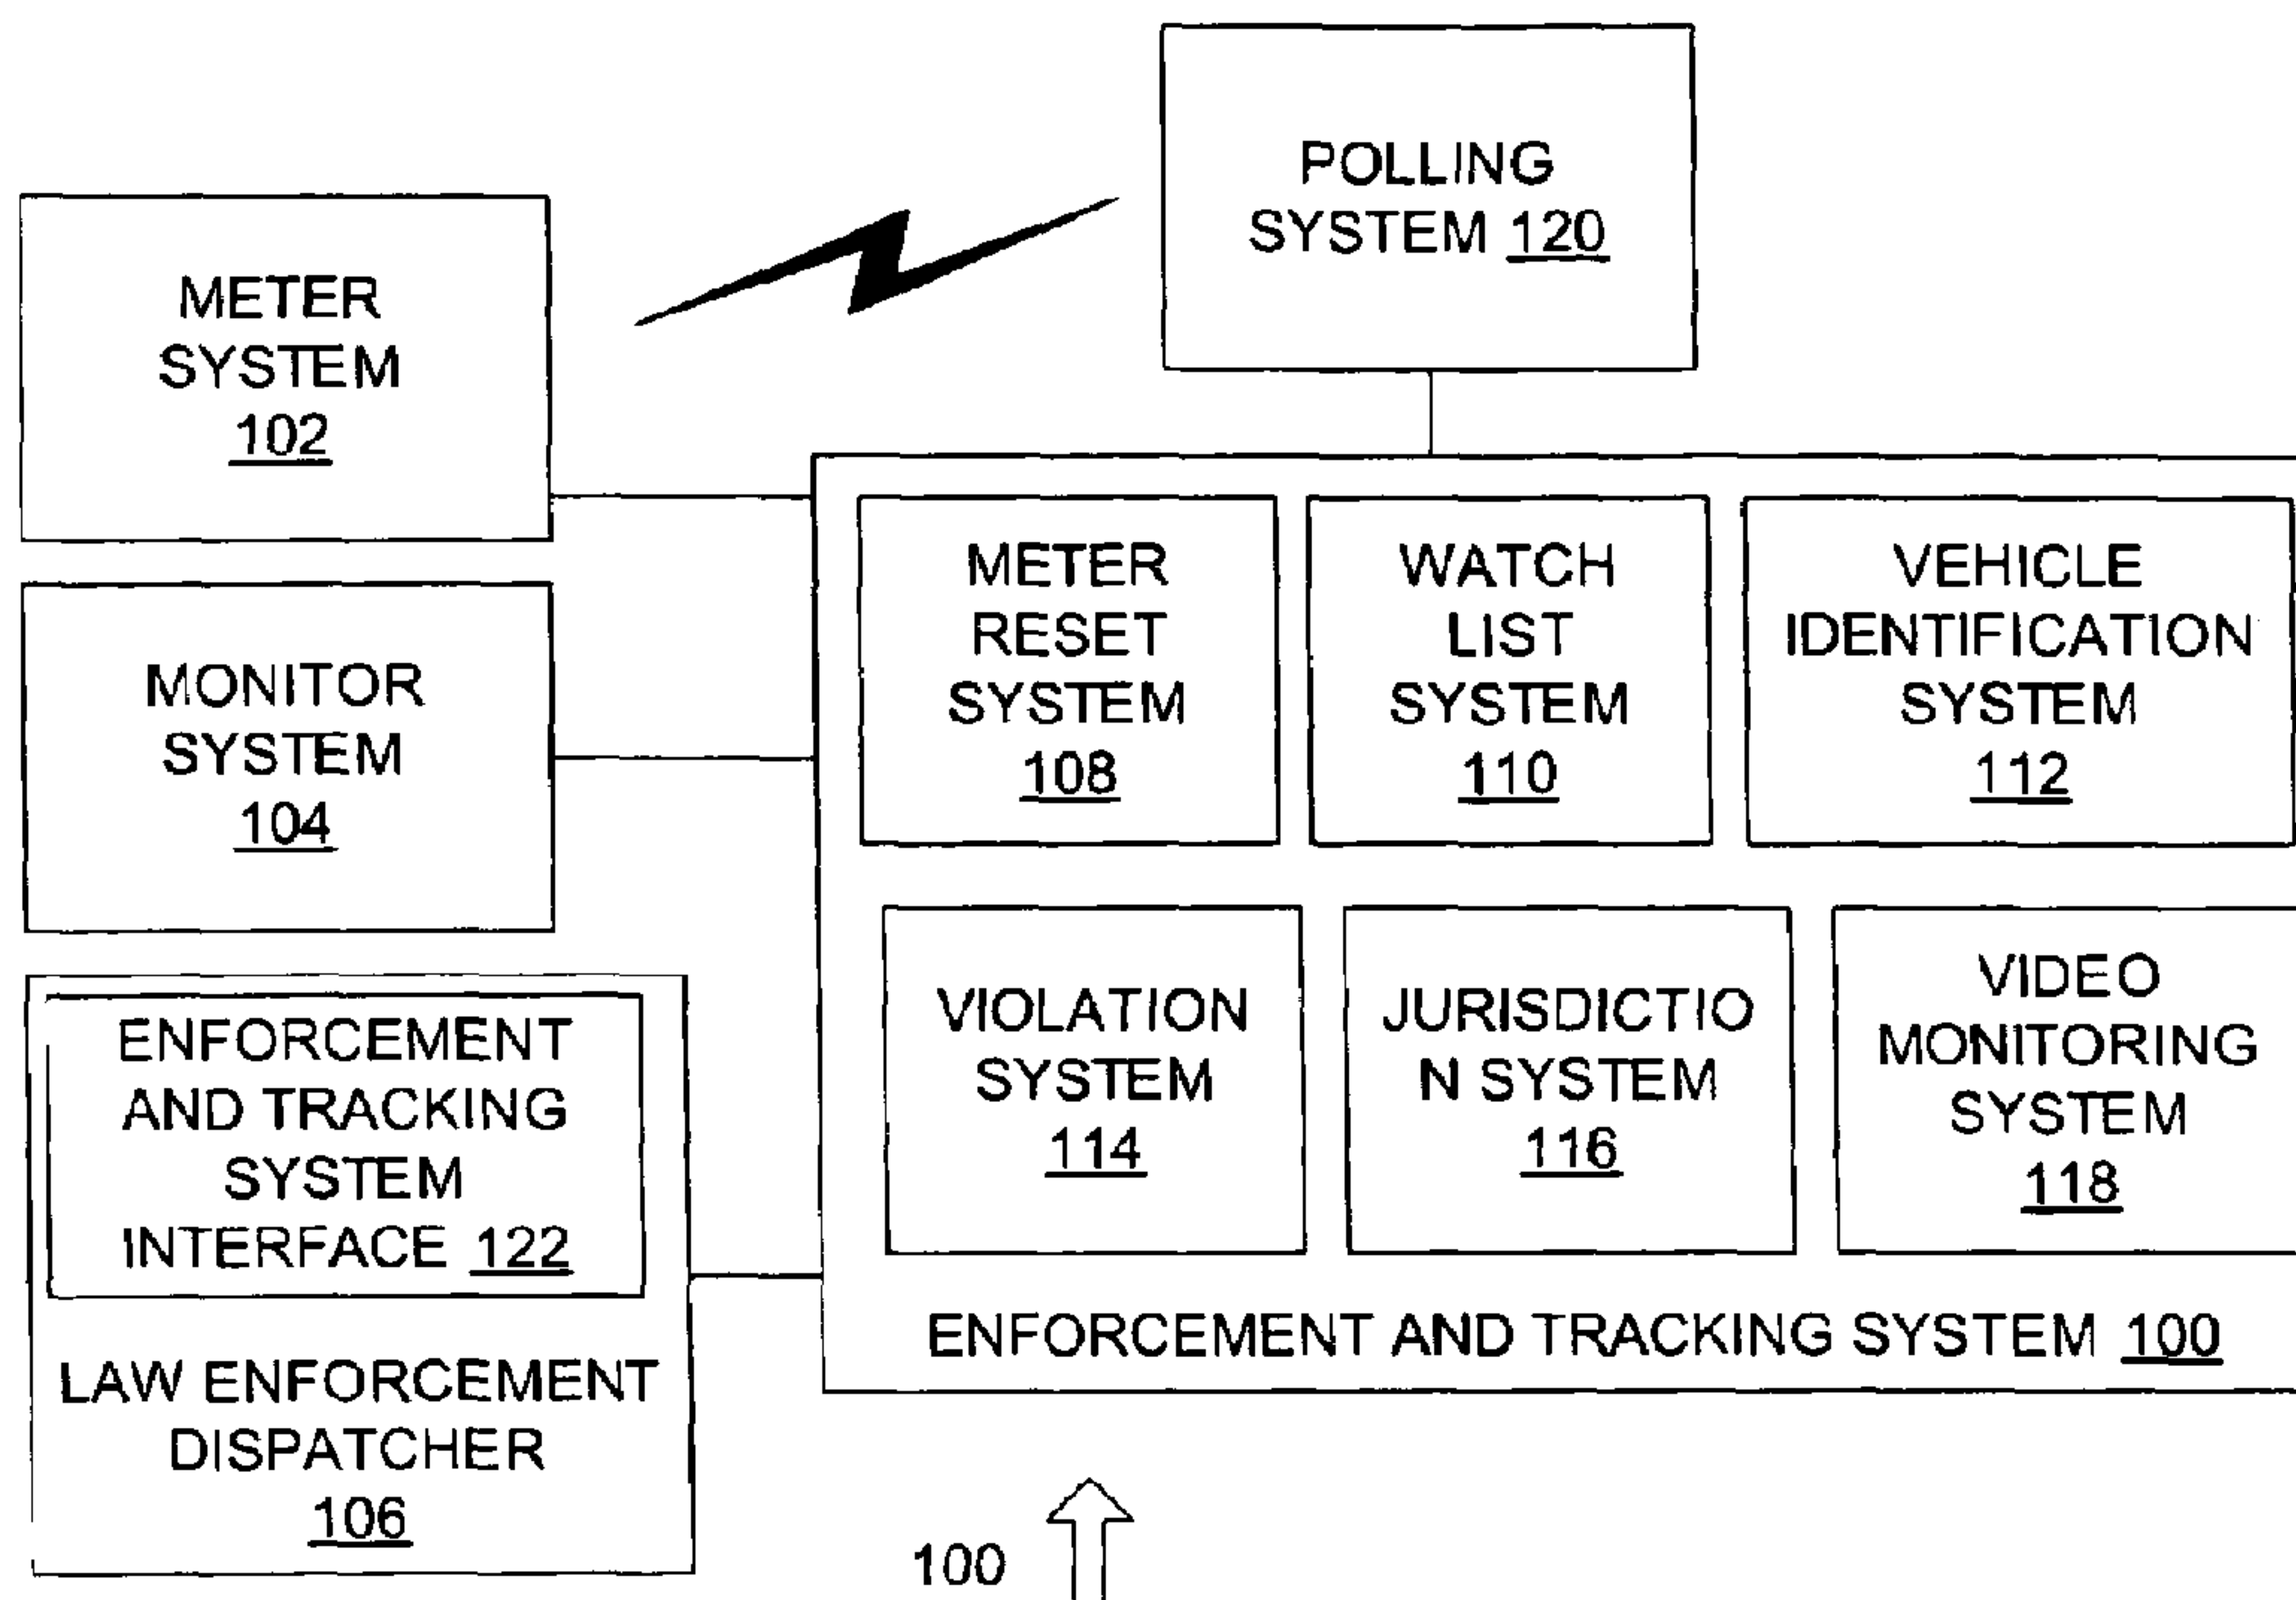 POLLING
SYSTEM 120
METER
SYSTEM
102
MONITOR
SYSTEM
104
ENFORCEMENT
AND TRACKING
SYSTEM
INTERFACE 122
LAW ENFORCEMENT
DISPATCHER
106
METER
RESET
SYSTEM
108
WATCH
LIST
SYSTEM
110
VEHICLE
IDENTIFICATION
SYSTEM
112
VIOLATION
SYSTEM
114
JURISDICTIO
N SYSTEM
116
VIDEO
MONITORING
SYSTEM
118
ENFORCEMENT AND TRACKING SYSTEM 100
100